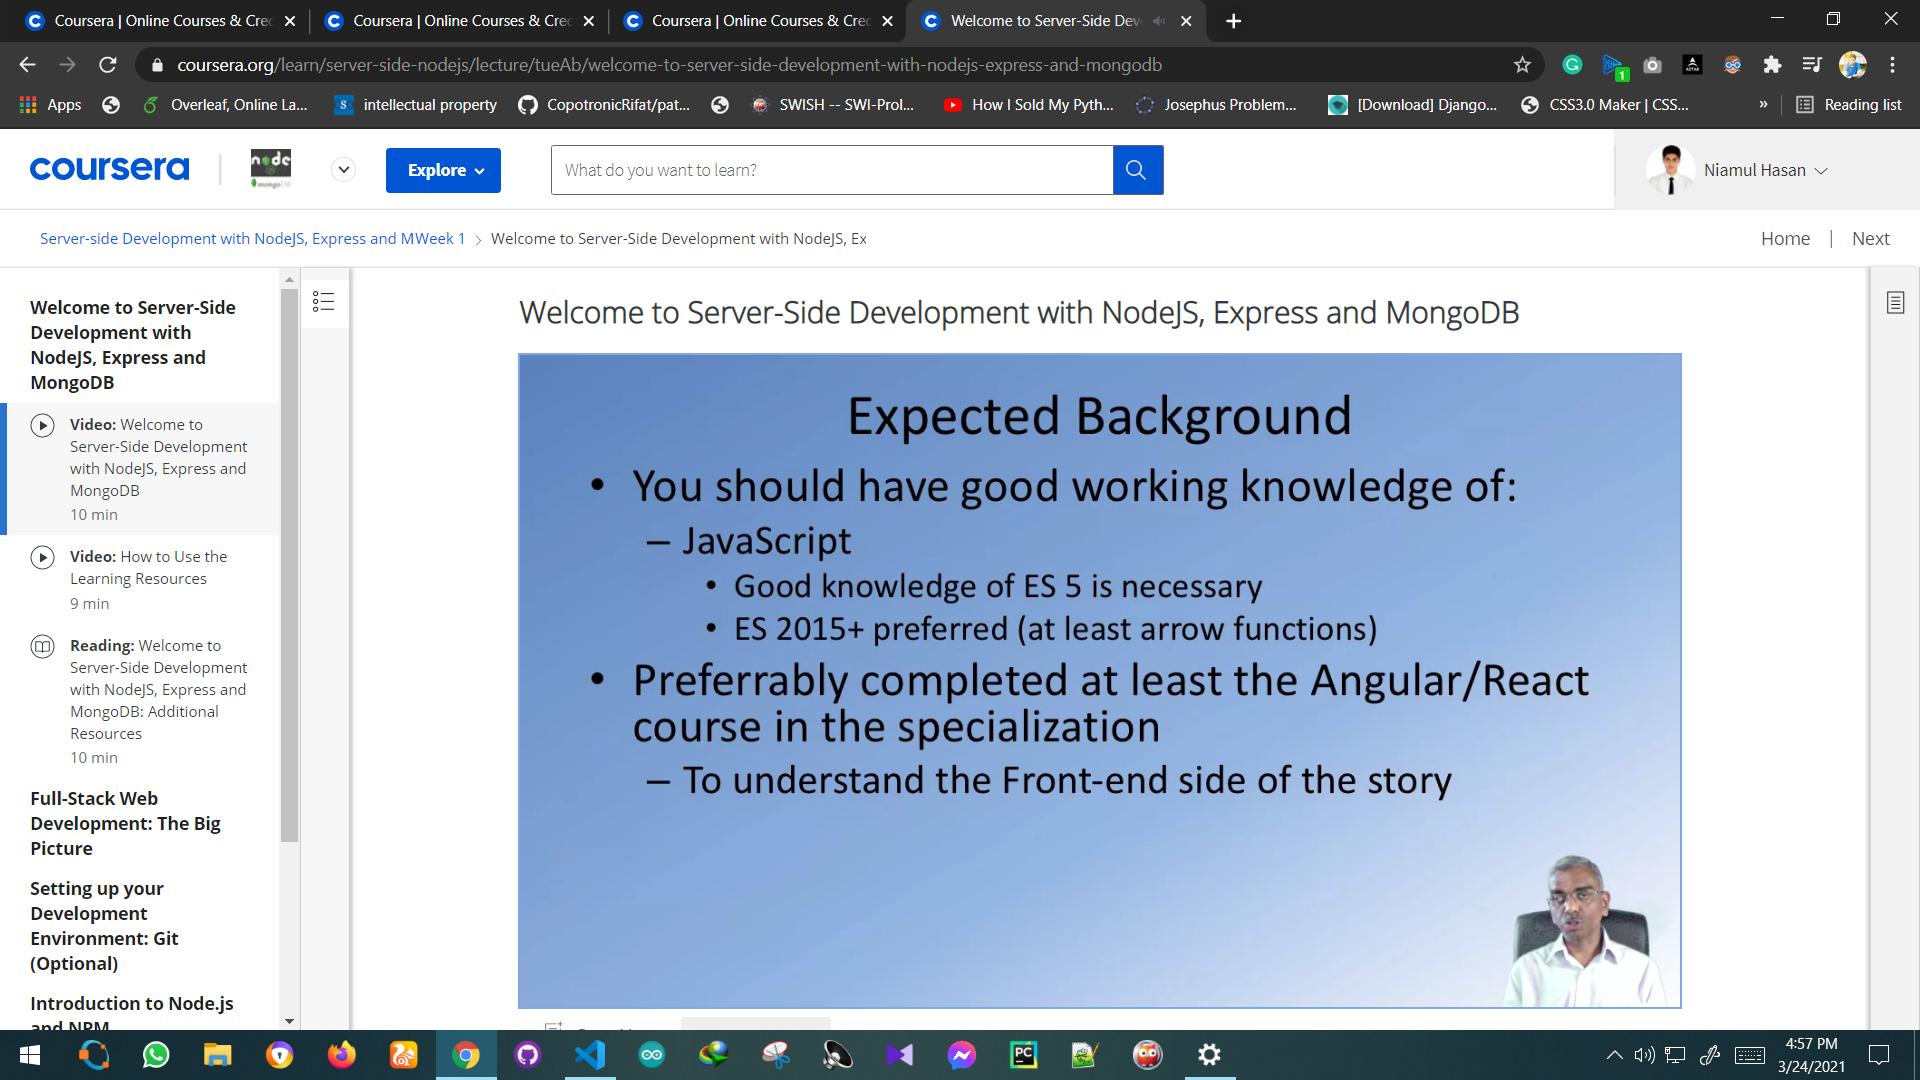 Coursera | Online Courses & Crec
Coursera | Online Courses & Crec
Coursera | Online Courses & Crec
Welcome to Server-Side Dev
coursera.org/learn/server-side-nodejs/lecture/tueAb/welcome-to-server-side-development-with-nodejs-express-and-mongodb
1
Apps
Overleaf, Online La...
intellectual property
CopotronicRifat/pat...
SWISH -- SWI-Prol...
How I Sold My Pyth...
Josephus Problem...
[Download] Django...
CSS3.0 Maker | CSS...
»
Reading list
coursera
node
mongoDB
Explore
What do you want to learn?
Niamul Hasan
Server-side Development with NodeJS, Express and MWeek 1
Welcome to Server-Side Development with NodeJS, Ex
Home | Next
Welcome to Server-Side
Development with
NodeJS, Express and
MongoDB
Video: Welcome to
Server-Side Development
with NodeJS, Express and
MongoDB
10 min
Video: How to Use the
Learning Resources
9 min
Reading: Welcome to
Server-Side Development
with NodeJS, Express and
MongoDB: Additional
Resources
10 min
Full-Stack Web
Development: The Big
Picture
Setting up your
Development
Environment: Git
(Optional)
Introduction to Node.js
and NPM
Welcome to Server-Side Development with NodeJS, Express and MongoDB
Expected Background
• You should have good working knowledge of:
– JavaScript
• Good knowledge of ES 5 is necessary
• ES 2015+ preferred (at least arrow functions)
• Preferrably completed at least the Angular/React
course in the specialization
– To understand the Front-end side of the story
PC
4:57 PM
3/24/2021